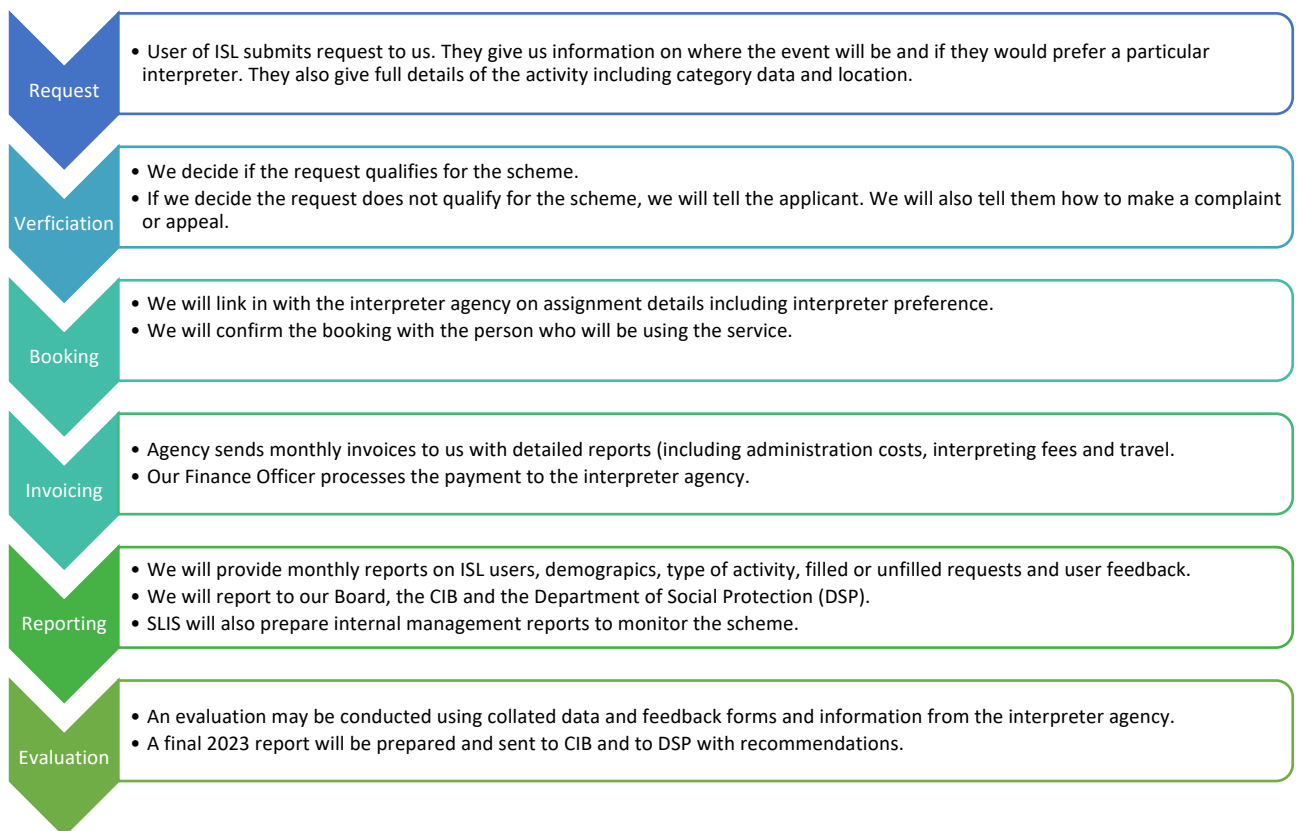 Request
• User of ISL submits request to us. They give us information on where the event will be and if they would prefer a particular
interpreter. They also give full details of the activity including category data and location.
Verficiation
• We decide if the request qualifies for the scheme.
• If we decide the request does not qualify for the scheme, we will tell the applicant. We will also tell them how to make a complaint
or appeal.
Booking
• We will link in with the interpreter agency on assignment details including interpreter preference.
• We will confirm the booking with the person who will be using the service.
Invoicing
• Agency sends monthly invoices to us with detailed reports (including administration costs, interpreting fees and travel.
• Our Finance Officer processes the payment to the interpreter agency.
Reporting
• We will provide monthly reports on ISL users, demograpics, type of activity, filled or unfilled requests and user feedback.
• We will report to our Board, the CIB and the Department of Social Protection (DSP).
• SLIS will also prepare internal management reports to monitor the scheme.
Evaluation
• An evaluation may be conducted using collated data and feedback forms and information from the interpreter agency.
• A final 2023 report will be prepared and sent to CIB and to DSP with recommendations.